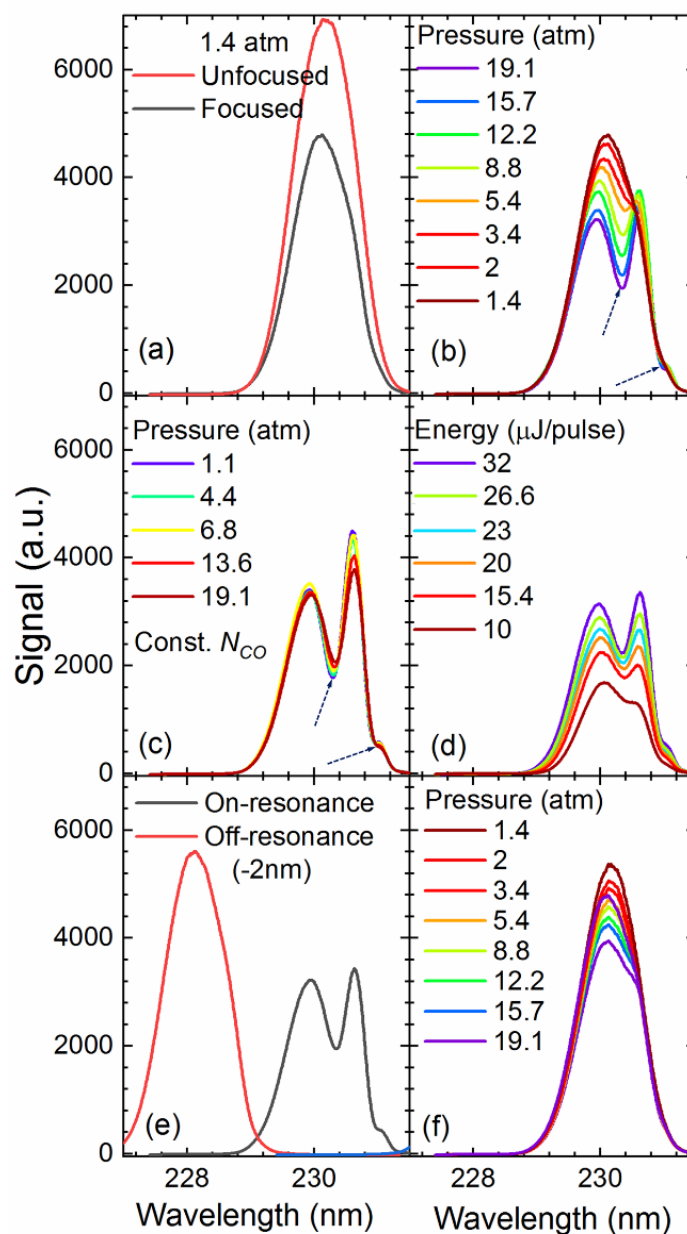 1.4 atm
Unfocused
Focused
(a)
6000
4000
2000
0
Pressure (atm)
19.1
15.7
12.2
8.8
5.4
3.4
2
1.4
(b)
Pressure (atm)
1.1
4.4
6.8
13.6
19.1
Const. N_CO
(c)
6000
4000
2000
0
Signal (a.u.)
Energy (μJ/pulse)
32
26.6
23
20
15.4
10
(d)
On-resonance
Off-resonance
(-2nm)
(e)
6000
4000
2000
0
228
230
Wavelength (nm)
Pressure (atm)
1.4
2
3.4
5.4
8.8
12.2
15.7
19.1
(f)
228
230
Wavelength (nm)